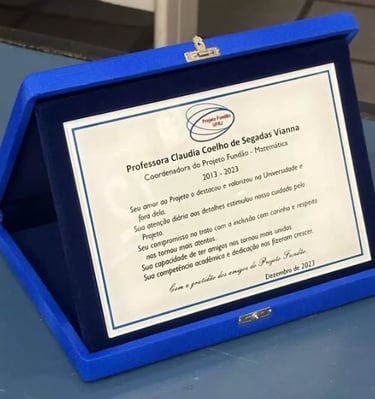 Projeto Fundão
UFRJ
Professora Claudia Coelho de Segadas Vianna
Coordenadora do Projeto Fundão - Matemática
2013 - 2023
Seu amor ao Projeto o destacou e valorizou na Universidade e
fora dela.
Sua atenção diária aos detalhes estimulou nosso cuidado pelo
Projeto.
Seu compromisso no trato com a inclusão com carinho e respeito
nos tornou mais atentos.
Sua capacidade de ter amigos nos tornou mais unidos.
Sua competência acadêmica e dedicação nos fizeram crescer.
Com a gratidão dos amigos do Projeto Fundão.
Dezembro de 2023